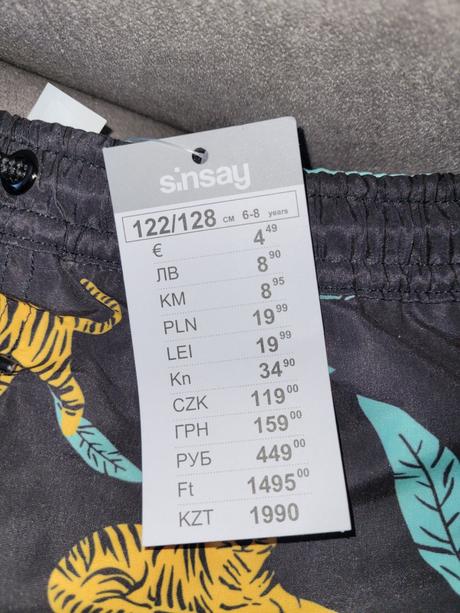 sinsay
122/128 CM 6-8 years
€ 4 49
ЛВ 8 90
KM 8 95
PLN 19 99
LEI 19 99
Kn 34 90
CZK 119 00
ГРН 159 00
РУБ 449 00
Ft 1495 00
KZT 1990